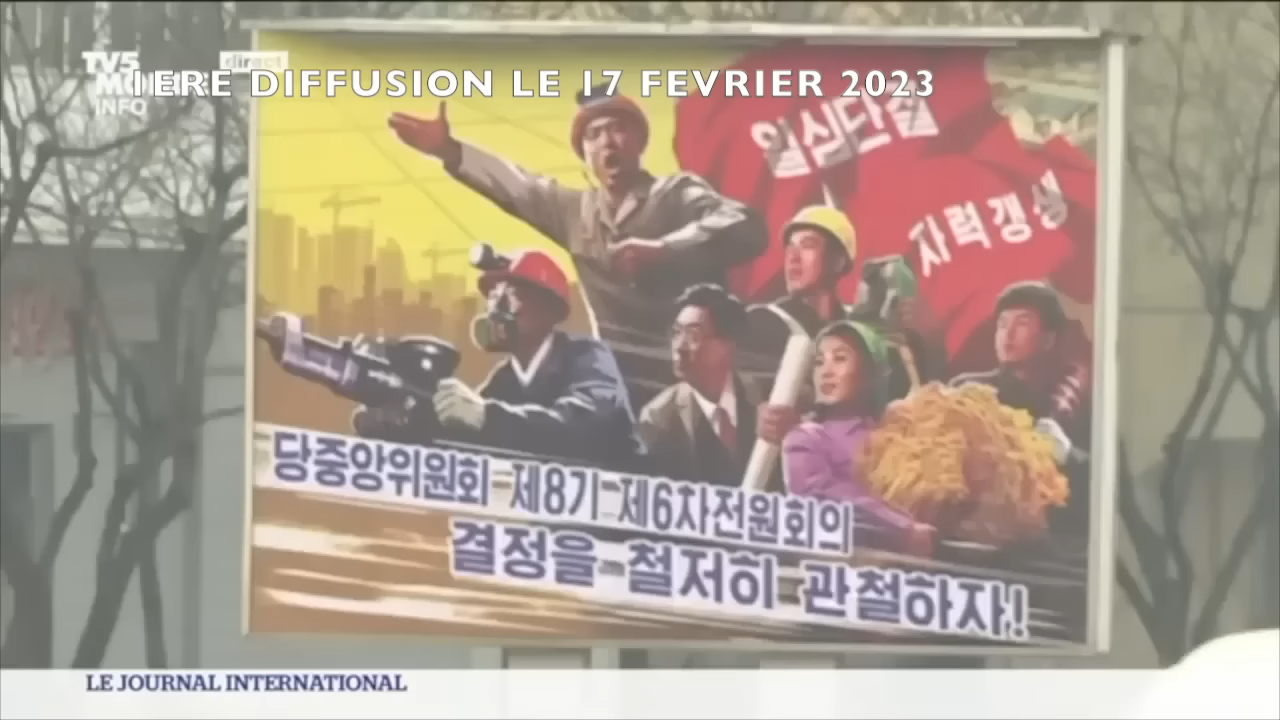 TV5
direct
1ERE DIFFUSION LE 17 FEVRIER 2023
INFO
일심단결
자력갱생
당중앙위원회 제8기 제6차전원회의
결정을 철저히 관철하자!
LE JOURNAL INTERNATIONAL